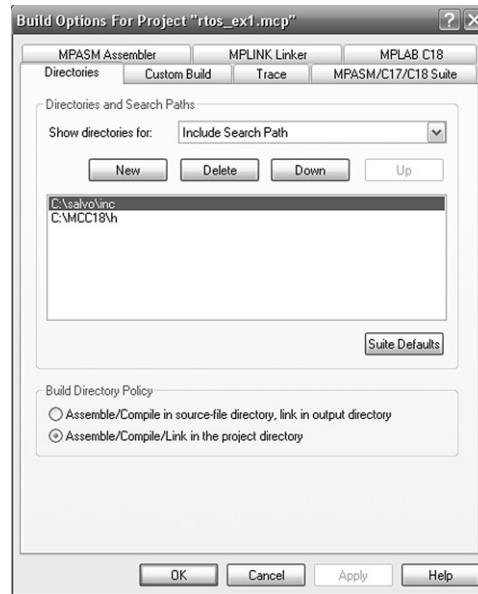 Build Options For Project "rtos_ex1.mcp"
MPASM Assembler MPLINK Linker MPLAB C18
Directories Custom Build Trace MPASM/C17/C18 Suite
Directories and Search Paths
Show directories for: Include Search Path
New Delete Down Up
C:\salvo\inc
C:\MCC18\h
Suite Defaults
Build Directory Policy
Assemble/Compile in source-file directory, link in output directory
Assemble/Compile/Link in the project directory
OK Cancel Apply Help